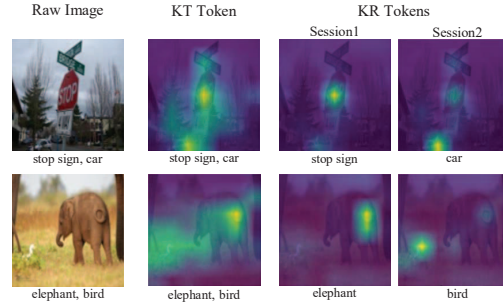 Raw Image KT Token KR Tokens
Session1 Session2
STOP
stop sign, car stop sign, car stop sign car
elephant, bird elephant, bird elephant bird